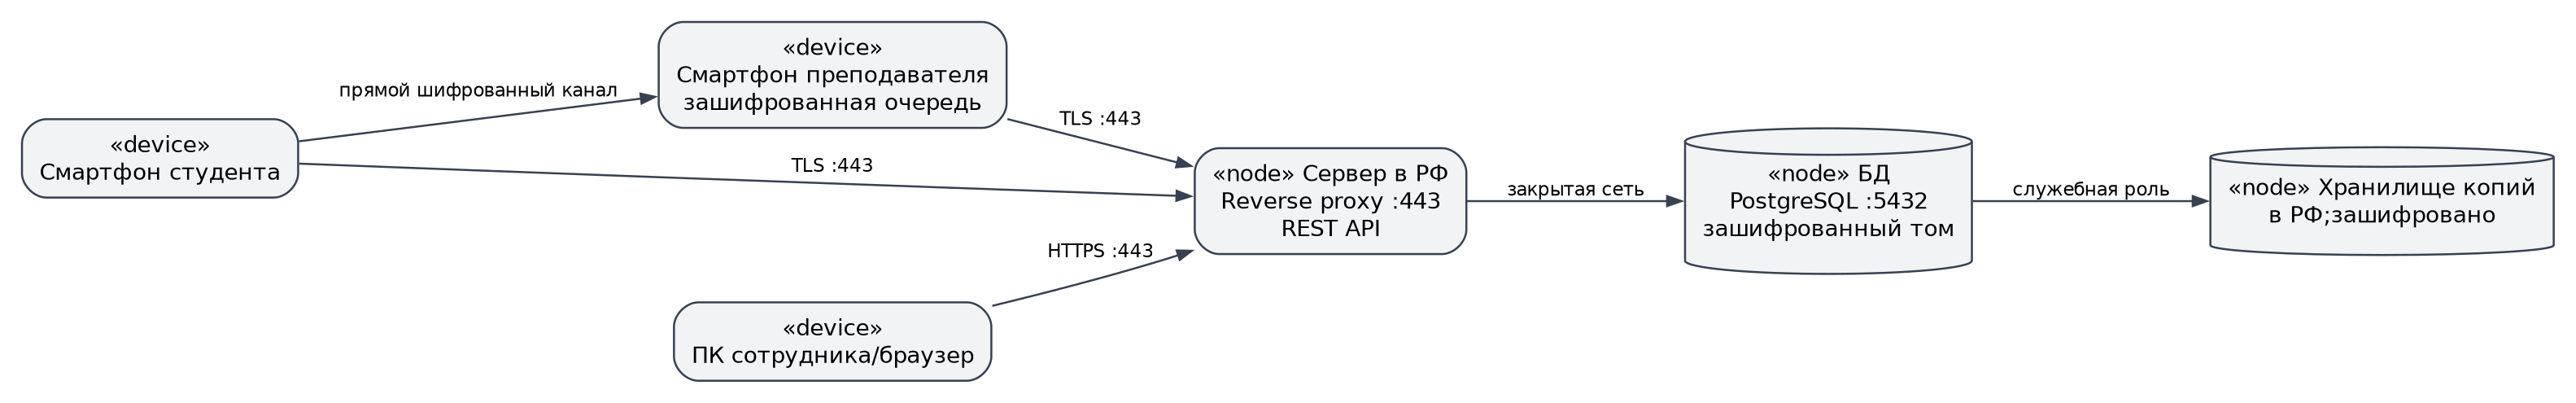 «device»
Смартфон студента
прямой шифрованный канал
«device»
Смартфон преподавателя
зашифрованная очередь
TLS :443
TLS :443
«device»
ПК сотрудника/браузер
HTTPS :443
«node» Сервер в РФ
Reverse proxy :443
REST API
закрытая сеть
«node» БД
PostgreSQL :5432
зашифрованный том
служебная роль
«node» Хранилище копий
в РФ;зашифровано